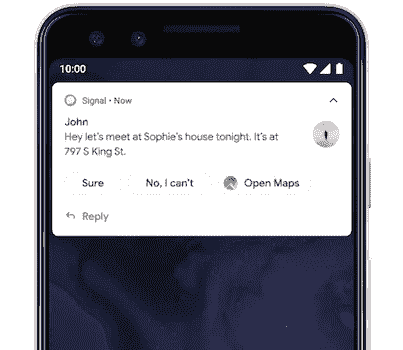 10:00
Signal • Now
John
Hey let's meet at Sophie's house tonight. It's at
797 S King St.
Sure
No, I can't
Open Maps
Reply